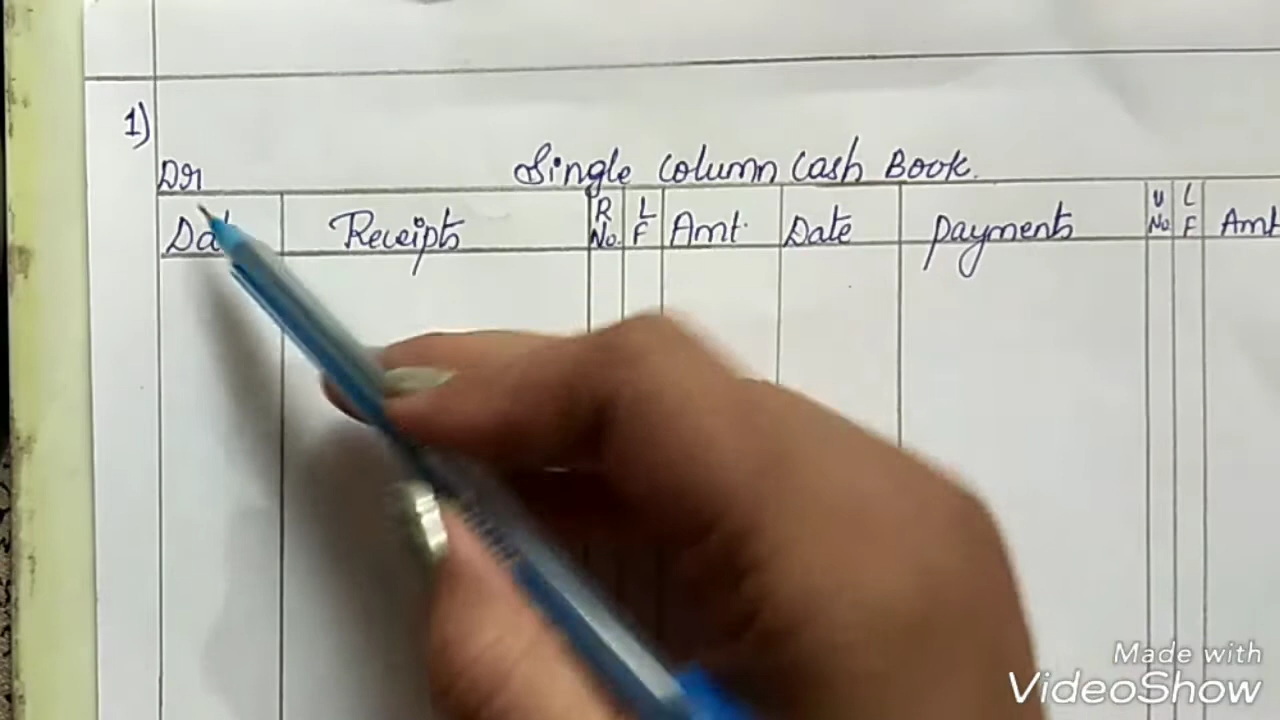 1)
Dr Single Column Cash Book.
Date Receipts R No. L F Amt. Date payments V No L F Amt
Made with
VideoShow